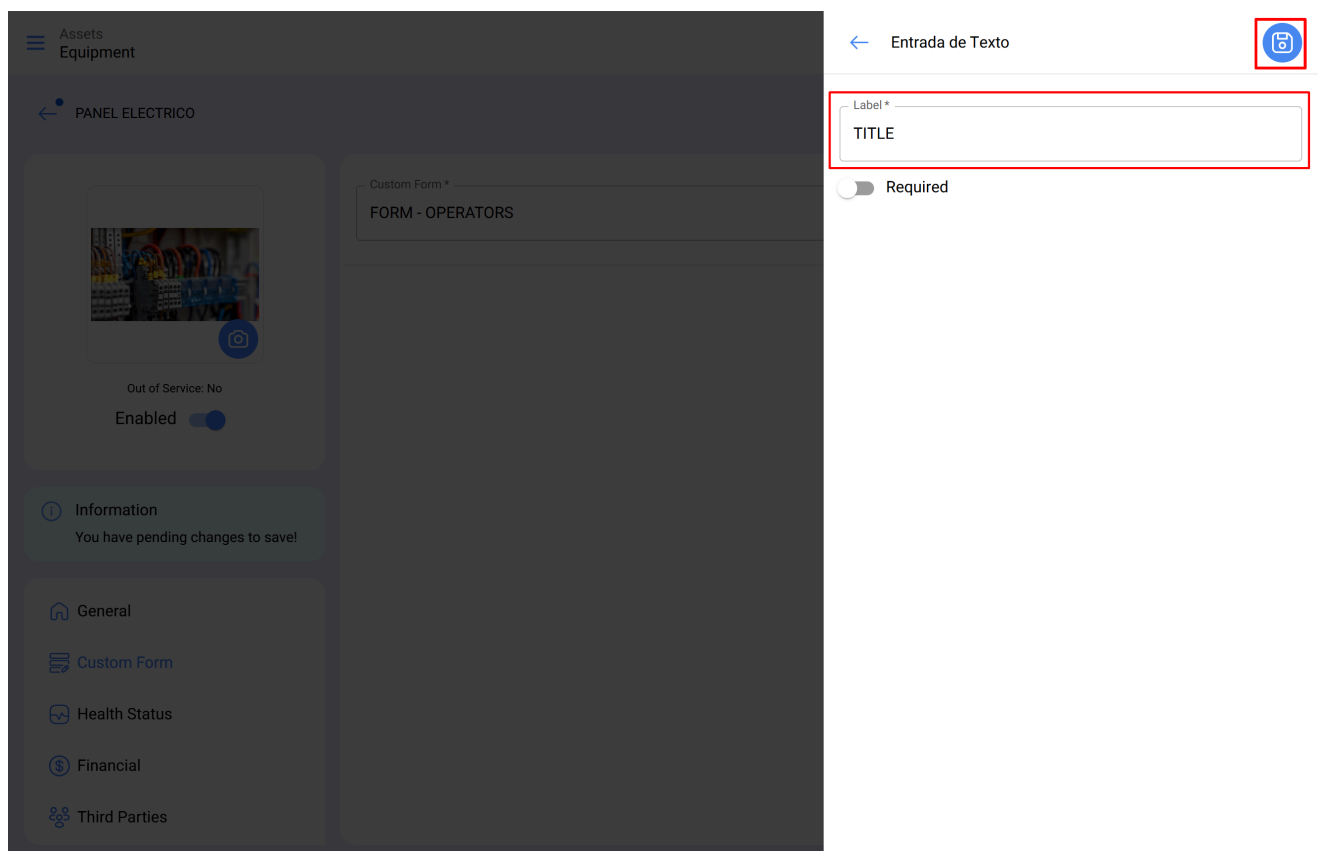 Assets
Equipment
PANEL ELECTRICO
Out of Service: No
Enabled
Information
You have pending changes to save!
General
Custom Form
Health Status
Financial
Third Parties
Custom Form *
FORM - OPERATORS
Entrada de Texto
Label *
TITLE
Required